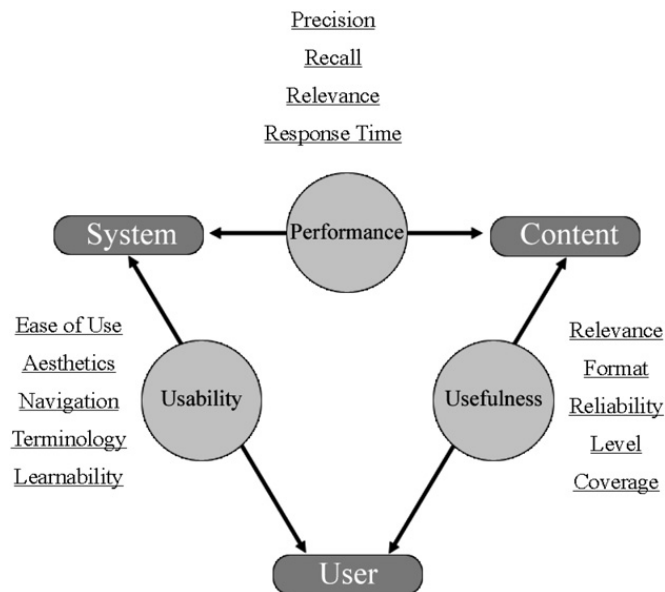 Precision
Recall
Relevance
Response Time
System
Performance
Content
Ease of Use
Aesthetics
Navigation
Terminology
Learnability
Usability
Usefulness
Relevance
Format
Reliability
Level
Coverage
User